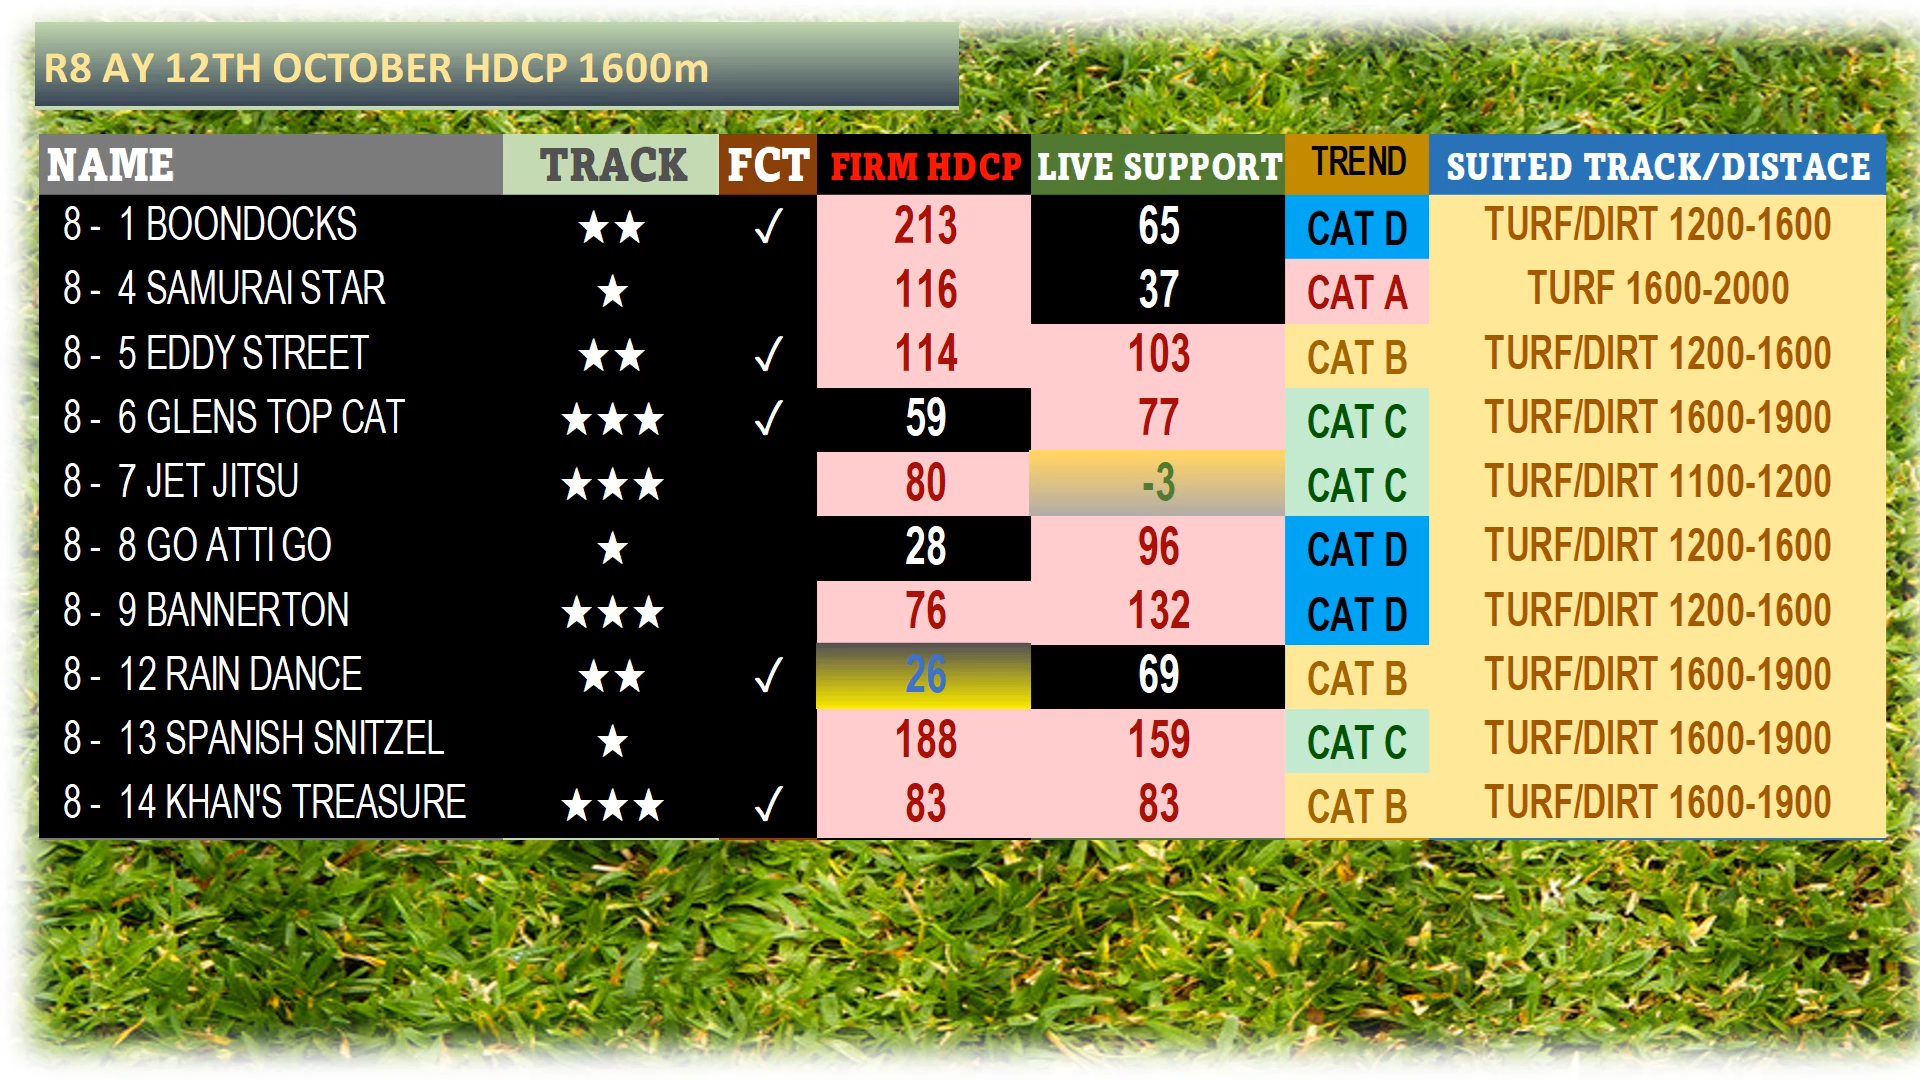 R8 AY 12TH OCTOBER HDCP 1600m
NAME TRACK FCT FIRM HDCP LIVE SUPPORT TREND SUITED TRACK/DISTACE
8 - 1 BOONDOCKS ★★ ✓ 213 65 CAT D TURF/DIRT 1200-1600
8 - 4 SAMURAI STAR ★ 116 37 CAT A TURF 1600-2000
8 - 5 EDDY STREET ★★ ✓ 114 103 CAT B TURF/DIRT 1200-1600
8 - 6 GLENS TOP CAT ★★★ ✓ 59 77 CAT C TURF/DIRT 1600-1900
8 - 7 JET JITSU ★★★ 80 -3 CAT C TURF/DIRT 1100-1200
8 - 8 GO ATTI GO ★ 28 96 CAT D TURF/DIRT 1200-1600
8 - 9 BANNERTON ★★★ 76 132 CAT D TURF/DIRT 1200-1600
8 - 12 RAIN DANCE ★★ ✓ 26 69 CAT B TURF/DIRT 1600-1900
8 - 13 SPANISH SNITZEL ★ 188 159 CAT C TURF/DIRT 1600-1900
8 - 14 KHAN'S TREASURE ★★★ ✓ 83 83 CAT B TURF/DIRT 1600-1900